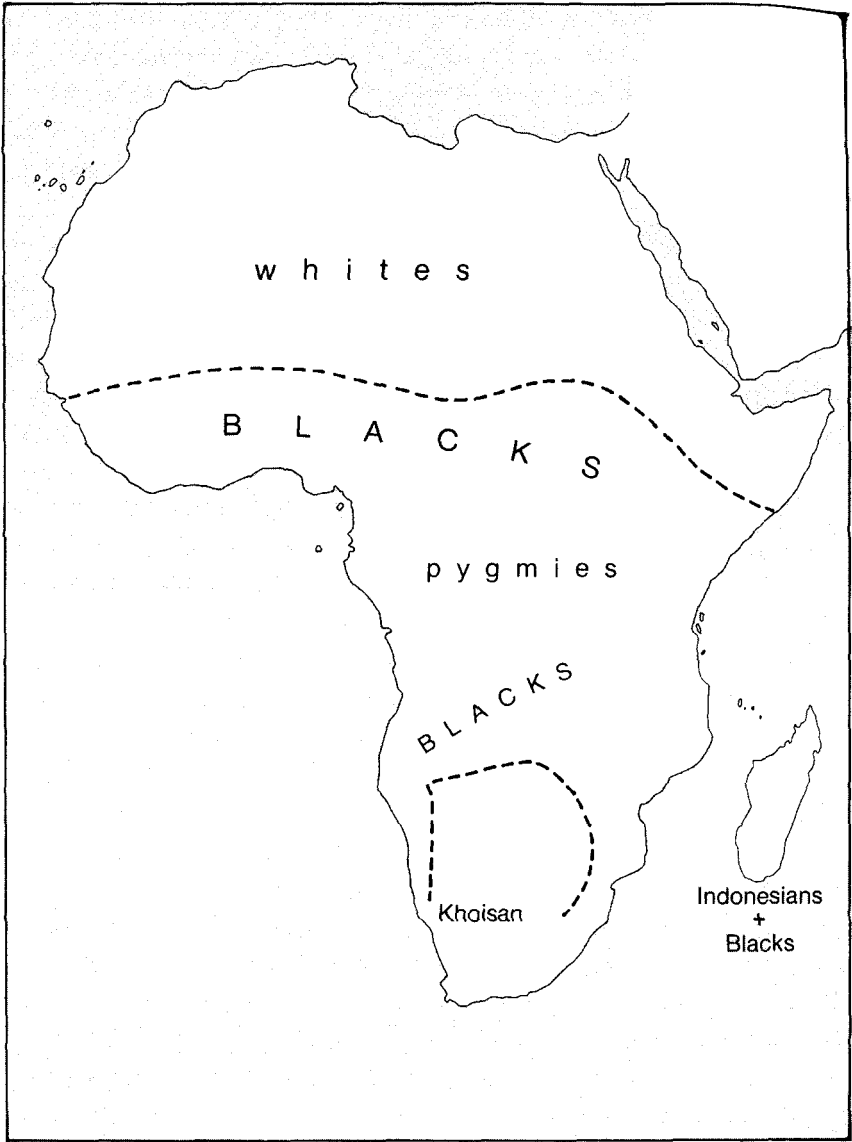 whites
BLACKS
pygmies
BLACKS
Khoisan
Indonesians
+
Blacks